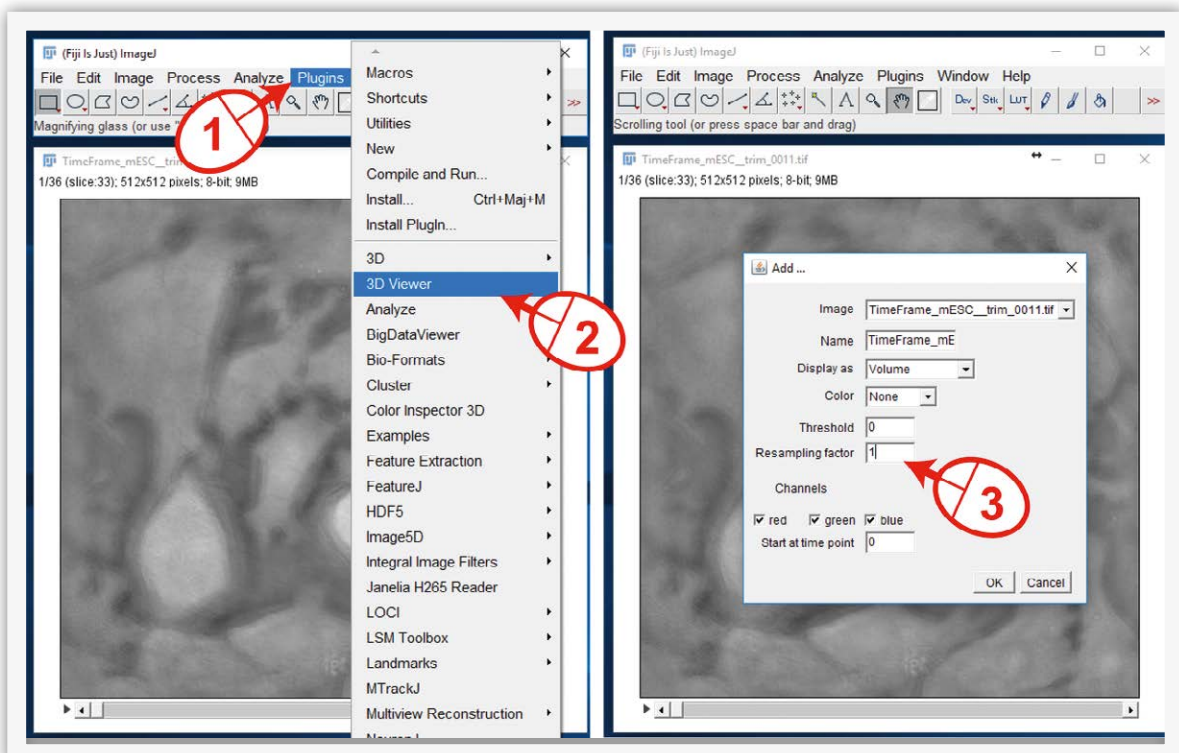 (Fiji Is Just) ImageJ
File Edit Image Process Analyze Plugins
Magnifying glass (or use "
1
TimeFrame_mESC__trim
1/36 (slice:33); 512x512 pixels; 8-bit; 9MB
Macros
Shortcuts
Utilities
New
Compile and Run...
Install... Ctrl+Maj+M
Install PlugIn...
3D
3D Viewer
Analyze
BigDataViewer
Bio-Formats
Cluster
Color Inspector 3D
Examples
Feature Extraction
FeatureJ
HDF5
Image5D
Integral Image Filters
Janelia H265 Reader
LOCI
LSM Toolbox
Landmarks
MTrackJ
Multiview Reconstruction
2
(Fiji Is Just) ImageJ
File Edit Image Process Analyze Plugins Window Help
Dev Stk LUT
Scrolling tool (or press space bar and drag)
TimeFrame_mESC__trim_0011.tif
1/36 (slice:33); 512x512 pixels; 8-bit; 9MB
Add ...
Image TimeFrame_mESC__trim_0011.tif
Name TimeFrame_mE
Display as Volume
Color None
Threshold 0
Resampling factor 1
3
Channels
red green blue
Start at time point 0
OK Cancel